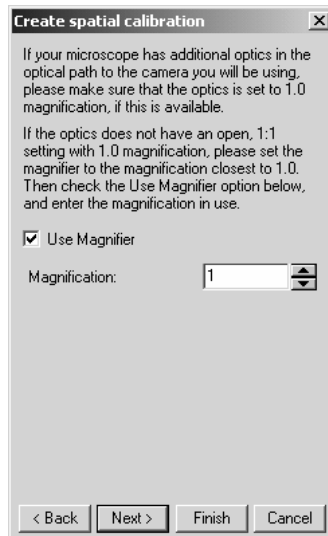 Create spatial calibration
If your microscope has additional optics in the
optical path to the camera you will be using,
please make sure that the optics is set to 1.0
magnification, if this is available.
If the optics does not have an open, 1:1
setting with 1.0 magnification, please set the
magnifier to the magnification closest to 1.0.
Then check the Use Magnifier option below,
and enter the magnification in use.
Use Magnifier
Magnification: 1
< Back Next > Finish Cancel